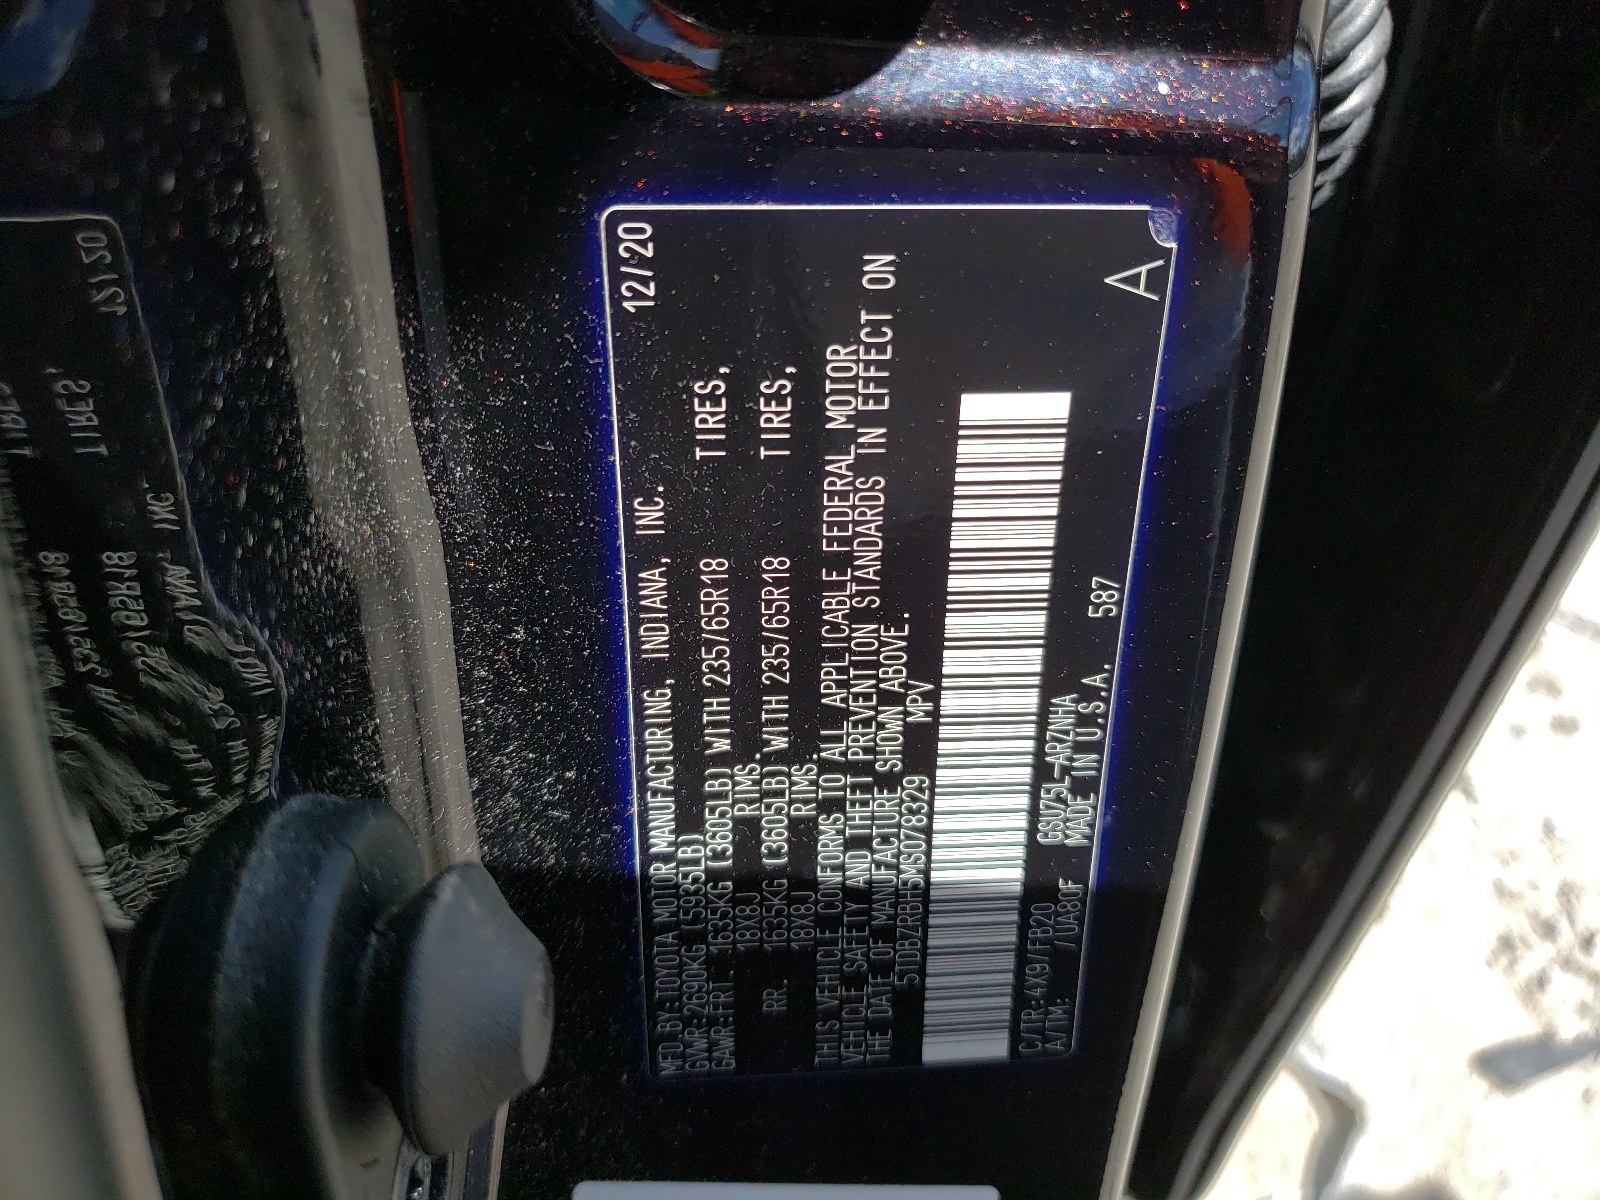 12/20
MFD. BY: TOYOTA MOTOR MANUFACTURING, INDIANA, INC.
GVWR: 2690KG (5935LB)
GAWR: FRT. 1635KG (3605LB) WITH 235/65R18 TIRES,
18X8J RIMS.
RR. 1635KG (3605LB) WITH 235/65R18 TIRES,
18X8J RIMS.
THIS VEHICLE CONFORMS TO ALL APPLICABLE FEDERAL MOTOR
VEHICLE SAFETY AND THEFT PREVENTION STANDARDS IN EFFECT ON
THE DATE OF MANUFACTURE SHOWN ABOVE.
5TDBZRBH5MS078329 MPV
C/TR: 4X9/FB20 GSU75L-ARZNHA
A/TM: /UA80F MADE IN U.S.A. 587
A